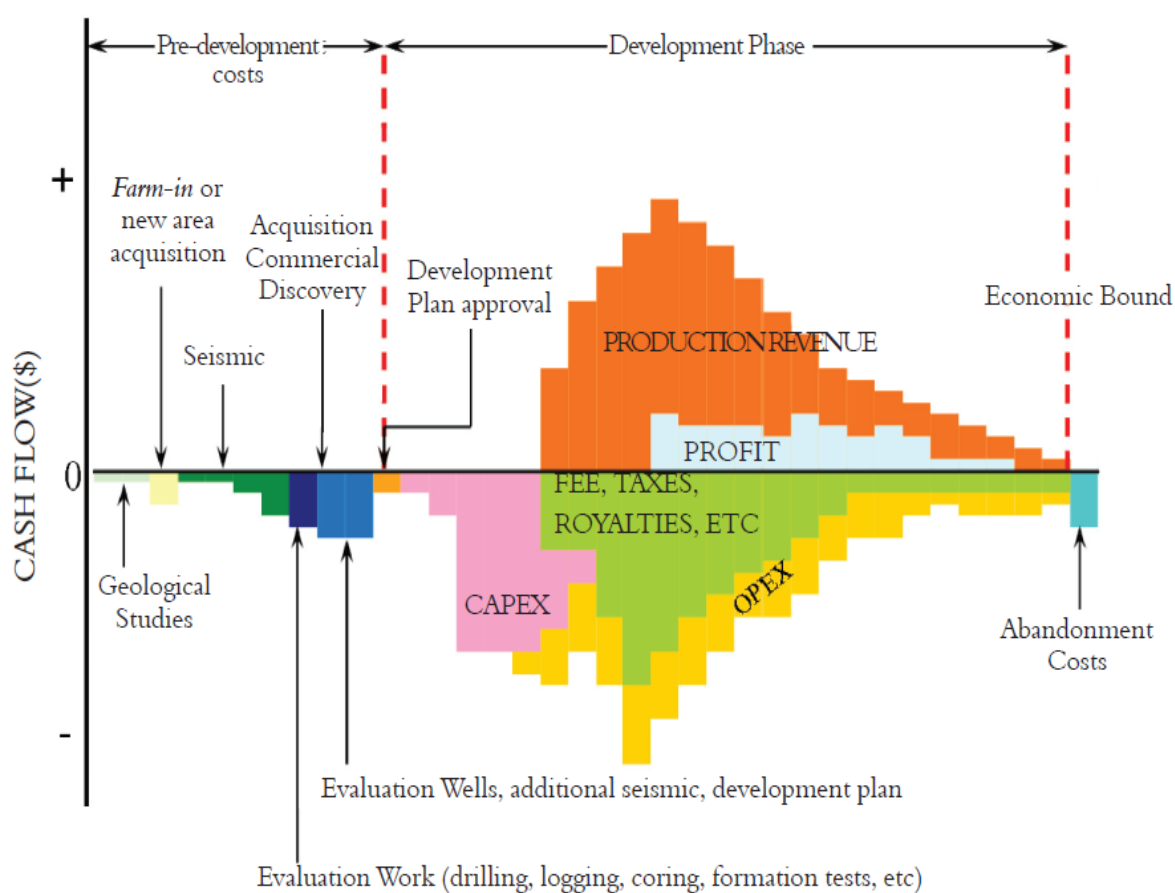 Pre-development
costs
Development Phase
+
Farm-in or
new area
acquisition
Acquisition
Commercial
Discovery
Development
Plan approval
Economic Bound
Seismic
PRODUCTION REVENUE
PROFIT
0
CASH FLOW($)
FEE, TAXES,
ROYALTIES, ETC
Geological
Studies
CAPEX
OPEX
Abandonment
Costs
-
Evaluation Wells, additional seismic, development plan
Evaluation Work (drilling, logging, coring, formation tests, etc)